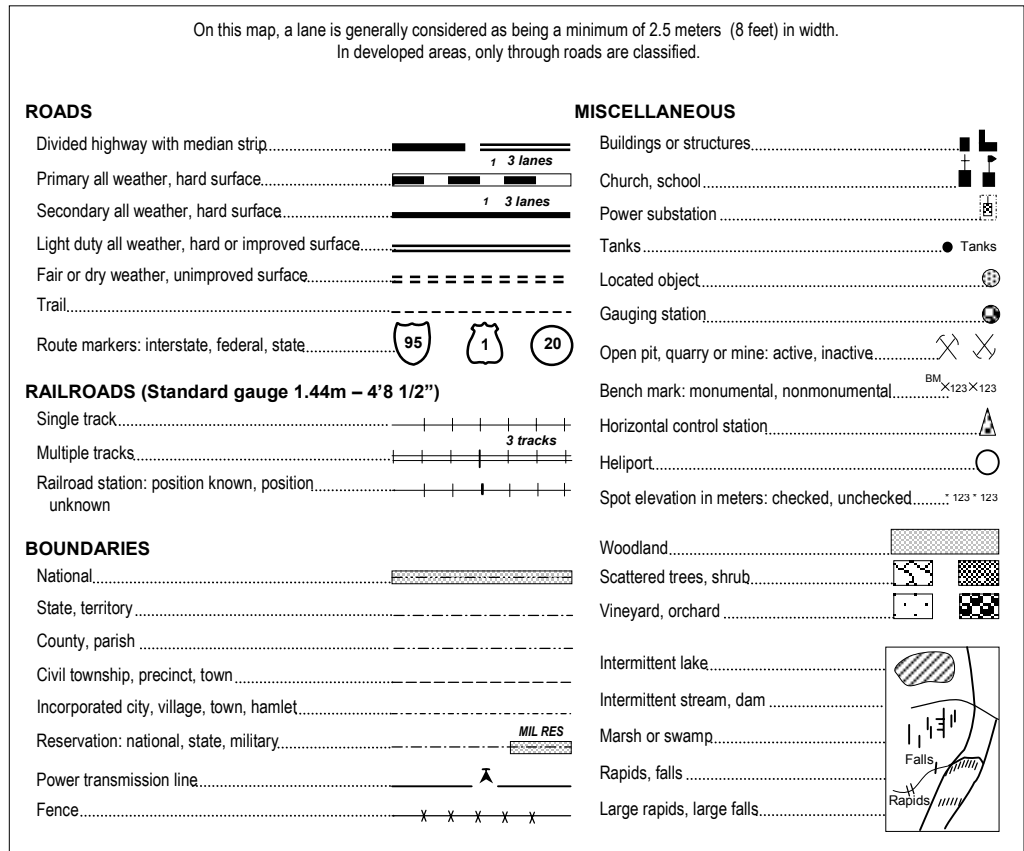 On this map, a lane is generally considered as being a minimum of 2.5 meters (8 feet) in width.
In developed areas, only through roads are classified.
ROADS
Divided highway with median strip
1 3 lanes
Primary all weather, hard surface
1 3 lanes
Secondary all weather, hard surface
Light duty all weather, hard or improved surface
Fair or dry weather, unimproved surface
Trail
Route markers: interstate, federal, state
95 1 20
RAILROADS (Standard gauge 1.44m – 4'8 1/2”)
Single track
3 tracks
Multiple tracks
Railroad station: position known, position
unknown
BOUNDARIES
National
State, territory
County, parish
Civil township, precinct, town
Incorporated city, village, town, hamlet
MIL RES
Reservation: national, state, military
Power transmission line
Fence
MISCELLANEOUS
Buildings or structures
Church, school
Power substation
Tanks Tanks
Located object
Gauging station
Open pit, quarry or mine: active, inactive
Bench mark: monumental, nonmonumental BM ×123×123
Horizontal control station
Heliport
Spot elevation in meters: checked, unchecked 123 123
Woodland
Scattered trees, shrub
Vineyard, orchard
Intermittent lake
Intermittent stream, dam
Marsh or swamp
Falls
Rapids, falls
Rapids
Large rapids, large falls